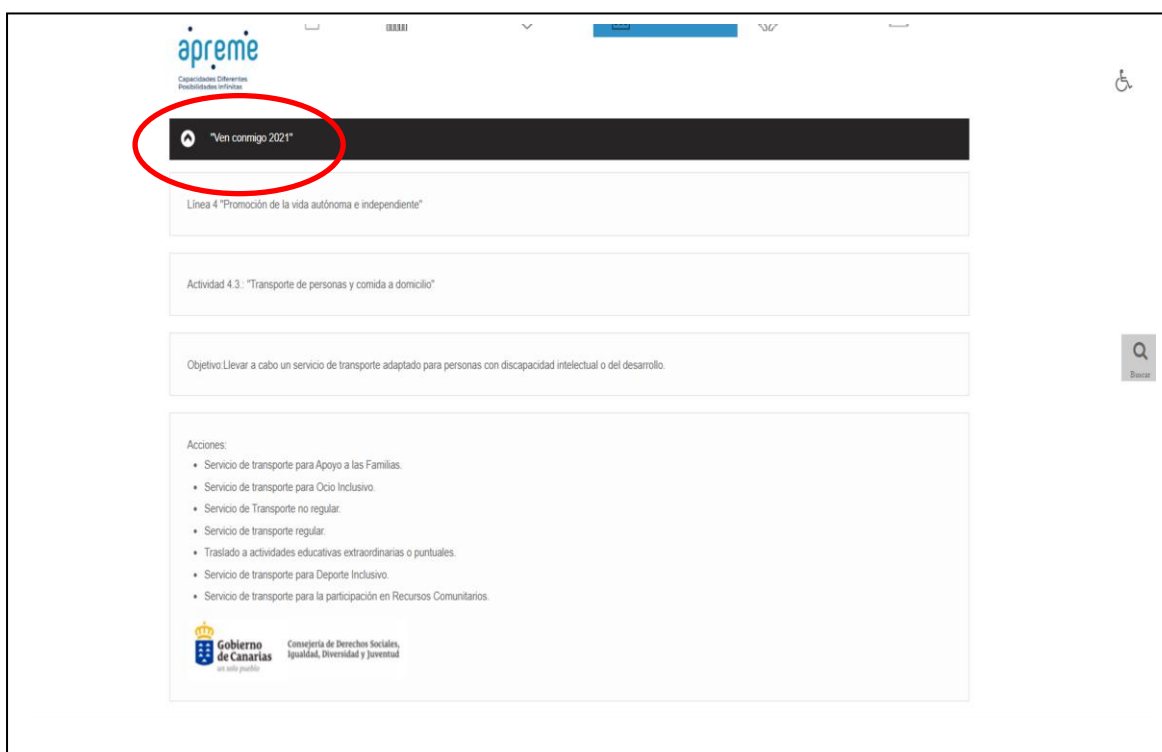 apreme
Capacidades Diferentes
Posibilidades Infinitas
"Ven conmigo 2021"
Línea 4 "Promoción de la vida autónoma e independiente"
Actividad 4.3.: "Transporte de personas y comida a domicilio"
Objetivo:Llevar a cabo un servicio de transporte adaptado para personas con discapacidad intelectual o del desarrollo.
Buscar
Acciones:
• Servicio de transporte para Apoyo a las Familias.
• Servicio de transporte para Ocio Inclusivo.
• Servicio de Transporte no regular.
• Servicio de transporte regular.
• Traslado a actividades educativas extraordinarias o puntuales.
• Servicio de transporte para Deporte Inclusivo.
• Servicio de transporte para la participación en Recursos Comunitarios.
Gobierno
de Canarias
un solo pueblo
Consejería de Derechos Sociales,
Igualdad, Diversidad y Juventud